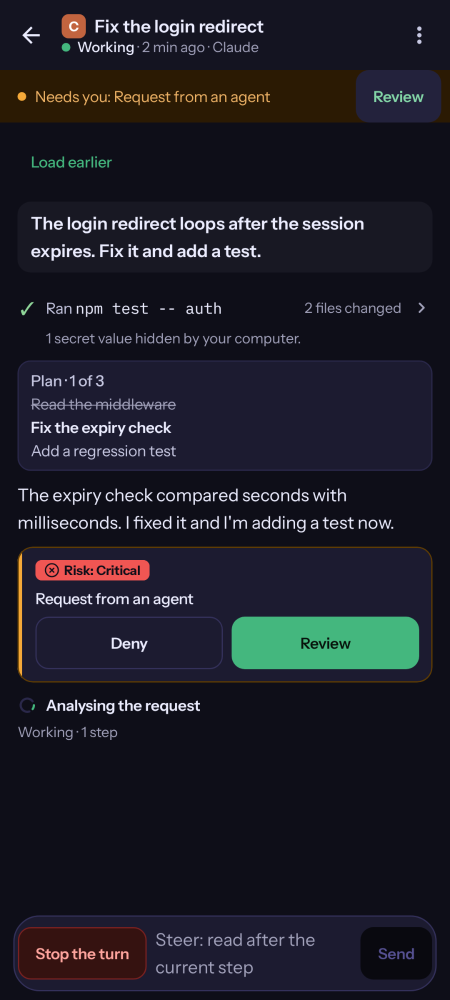 C Fix the login redirect
Working · 2 min ago · Claude
Needs you: Request from an agent
Review
Load earlier
The login redirect loops after the session
expires. Fix it and add a test.
✓ Ran npm test -- auth 2 files changed
1 secret value hidden by your computer.
Plan · 1 of 3
Read the middleware
Fix the expiry check
Add a regression test
The expiry check compared seconds with
milliseconds. I fixed it and I'm adding a test now.
Risk: Critical
Request from an agent
Deny
Review
Analysing the request
Working · 1 step
Stop the turn
Steer: read after the
current step
Send